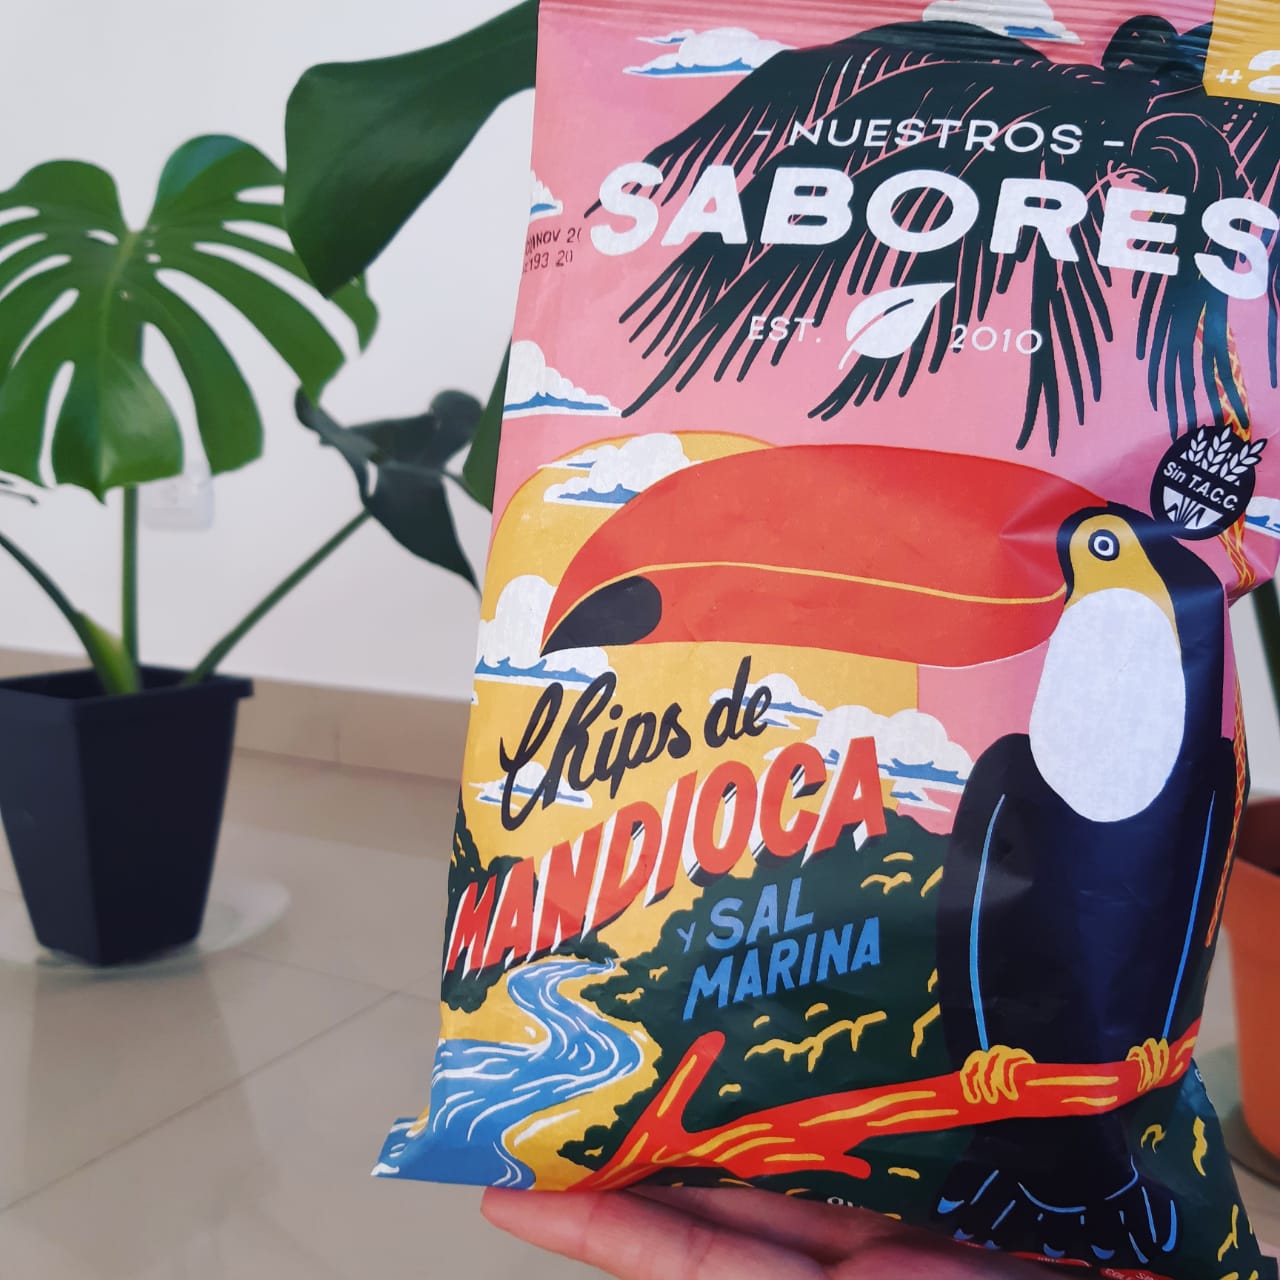 - NUESTROS -
SABORES
EST. 2010
Sin T.A.C.C.
Chips de
MANDIOCA
Y SAL
MARINA